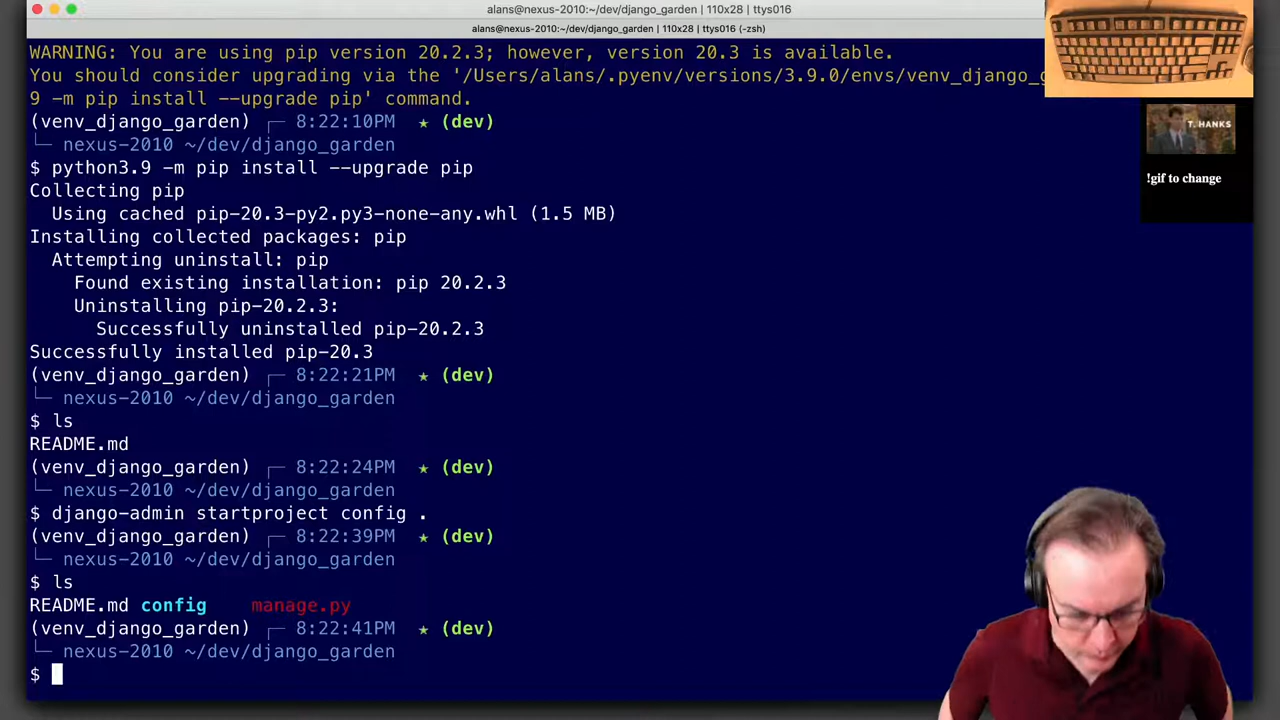 alans@nexus-2010:~/dev/django_garden | 110x28 | ttys016
alans@nexus-2010:~/dev/django_garden | 110x28 | ttys016 (-zsh)
WARNING: You are using pip version 20.2.3; however, version 20.3 is available.
You should consider upgrading via the '/Users/alans/.pyenv/versions/3.9.0/envs/venv_django_g
9 -m pip install --upgrade pip' command.
(venv_django_garden) ┌─ 8:22:10PM ★ (dev)
└─ nexus-2010 ~/dev/django_garden
$ python3.9 -m pip install --upgrade pip
Collecting pip
Using cached pip-20.3-py2.py3-none-any.whl (1.5 MB)
Installing collected packages: pip
Attempting uninstall: pip
Found existing installation: pip 20.2.3
Uninstalling pip-20.2.3:
Successfully uninstalled pip-20.2.3
Successfully installed pip-20.3
(venv_django_garden) ┌─ 8:22:21PM ★ (dev)
└─ nexus-2010 ~/dev/django_garden
$ ls
README.md
(venv_django_garden) ┌─ 8:22:24PM ★ (dev)
└─ nexus-2010 ~/dev/django_garden
$ django-admin startproject config .
(venv_django_garden) ┌─ 8:22:39PM ★ (dev)
└─ nexus-2010 ~/dev/django_garden
$ ls
README.md config manage.py
(venv_django_garden) ┌─ 8:22:41PM ★ (dev)
└─ nexus-2010 ~/dev/django_garden
$
T. HANKS
!gif to change